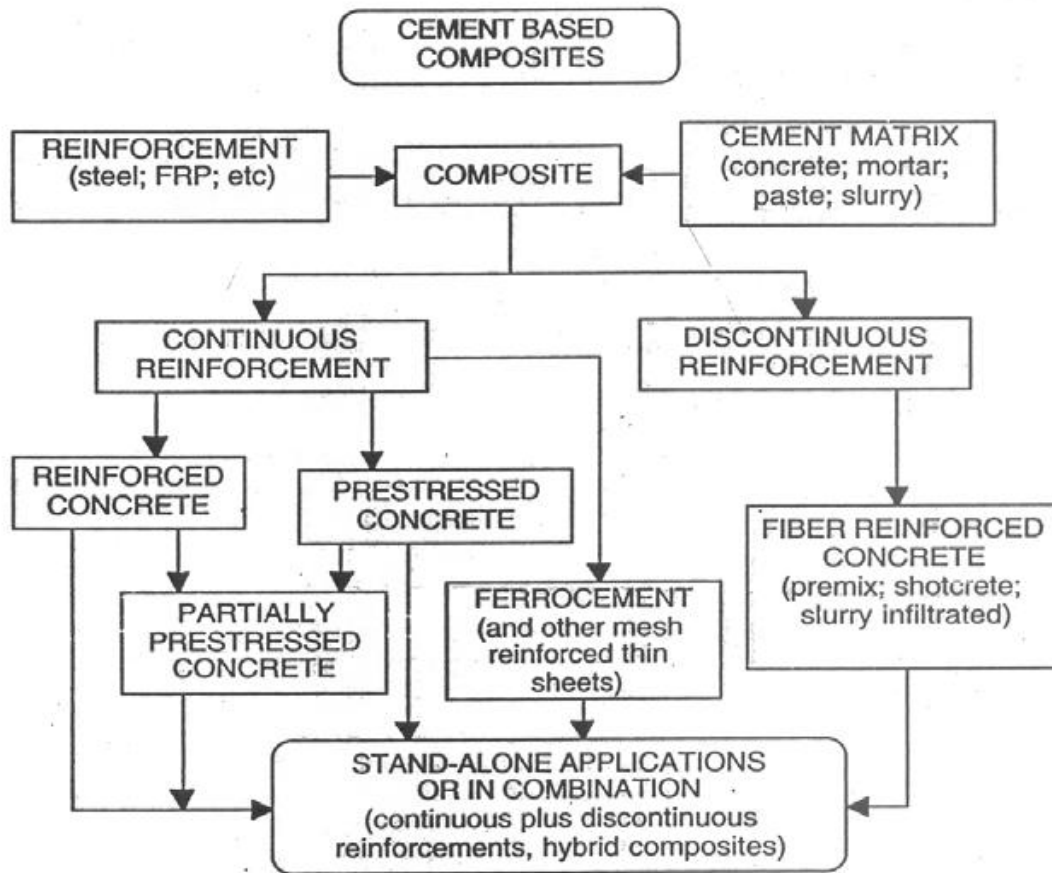 CEMENT BASED
COMPOSITES
REINFORCEMENT
(steel; FRP; etc)
COMPOSITE
CEMENT MATRIX
(concrete; mortar;
paste; slurry)
CONTINUOUS
REINFORCEMENT
DISCONTINUOUS
REINFORCEMENT
REINFORCED
CONCRETE
PRESTRESSED
CONCRETE
FIBER REINFORCED
CONCRETE
(premix; shotcrete;
slurry infiltrated)
PARTIALLY
PRESTRESSED
CONCRETE
FERROCEMENT
(and other mesh
reinforced thin
sheets)
STAND-ALONE APPLICATIONS
OR IN COMBINATION
(continuous plus discontinuous
reinforcements, hybrid composites)